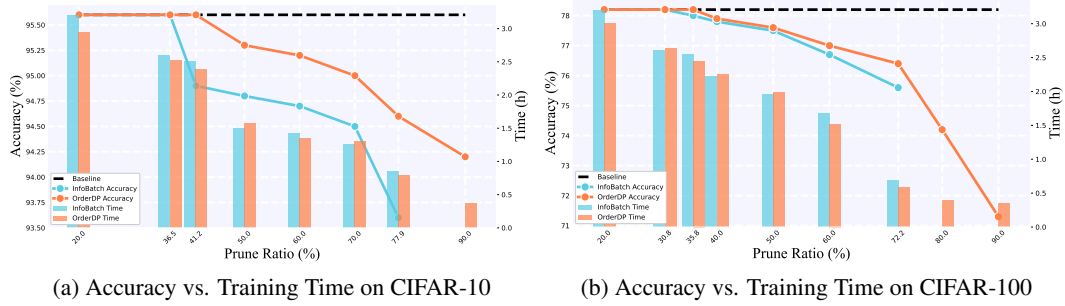 95.50
95.25
95.00
94.75
94.50
94.25
94.00
93.75
93.50
Accuracy (%)
3.0
2.5
2.0
1.5
1.0
0.5
0.0
Time (h)
Baseline
InfoBatch Accuracy
OrderDP Accuracy
InfoBatch Time
OrderDP Time
20.0 36.5 41.2 50.0 60.0 70.0 77.9 90.0
Prune Ratio (%)
(a) Accuracy vs. Training Time on CIFAR-10
78
77
76
75
74
73
72
71
Accuracy (%)
3.0
2.5
2.0
1.5
1.0
0.5
0.0
Time (h)
Baseline
InfoBatch Accuracy
OrderDP Accuracy
InfoBatch Time
OrderDP Time
20.0 30.8 35.8 40.0 50.0 60.0 72.2 80.0 90.0
Prune Ratio (%)
(b) Accuracy vs. Training Time on CIFAR-100